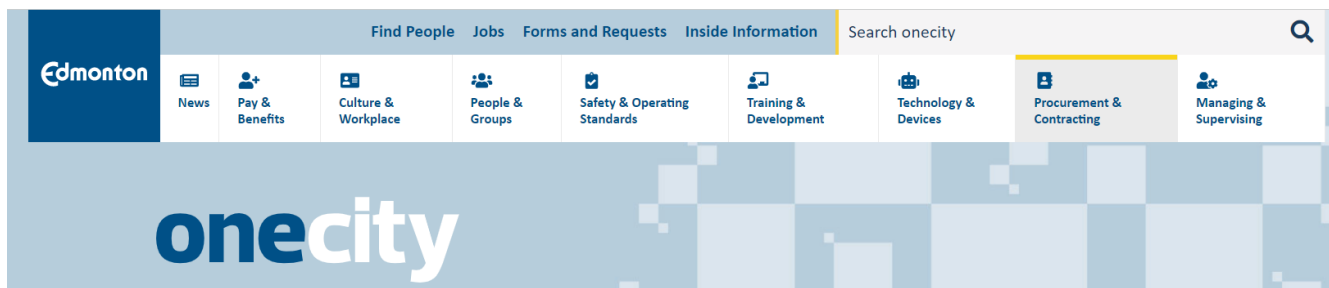 Find People Jobs Forms and Requests Inside Information Search onecity
Edmonton
News
Pay &
Benefits
Culture &
Workplace
People &
Groups
Safety & Operating
Standards
Training &
Development
Technology &
Devices
Procurement &
Contracting
Managing &
Supervising
onecity